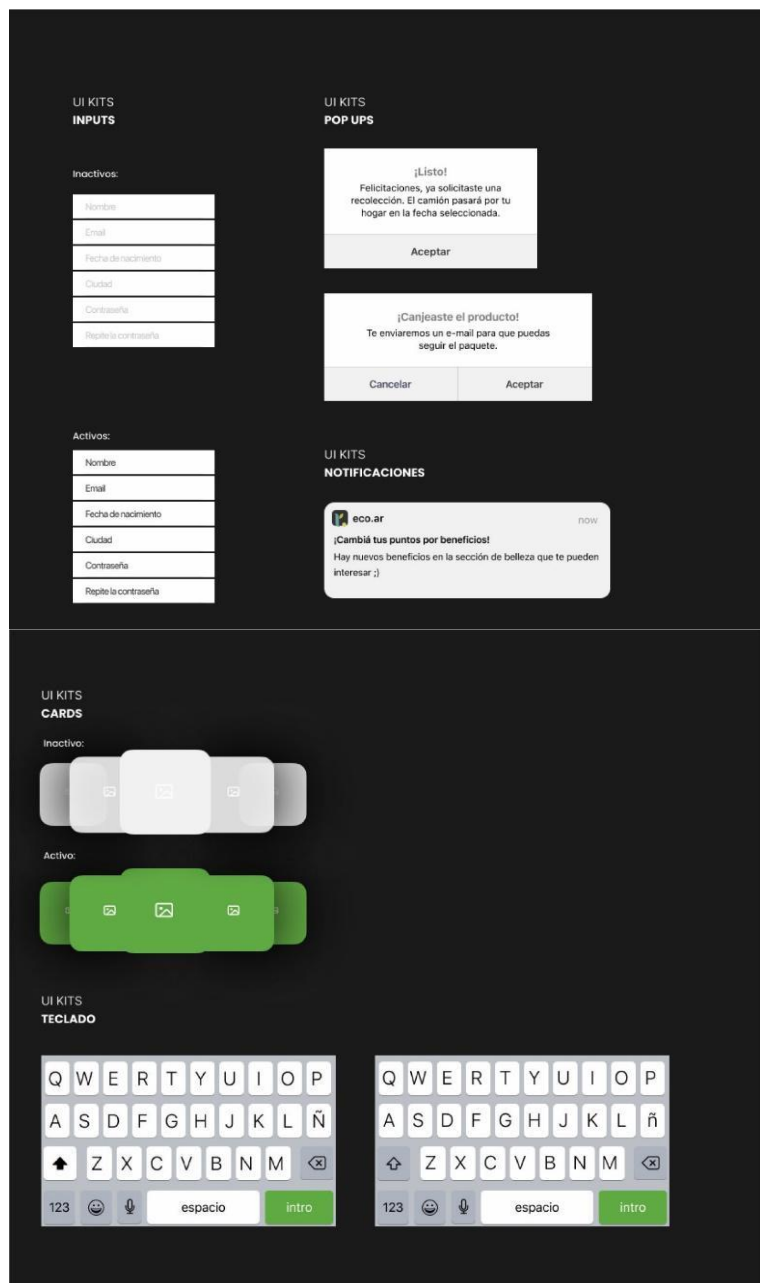 UI KITS
INPUTS
Inactivos:
Nombre
Email
Fecha de nacimiento
Ciudad
Contraseña
Repite la contraseña
Activos:
Nombre
Email
Fecha de nacimiento
Ciudad
Contraseña
Repite la contraseña
UI KITS
POP UPS
¡Listo!
Felicitaciones, ya solicitaste una
recolección. El camión pasará por tu
hogar en la fecha seleccionada.
Aceptar
¡Canjeaste el producto!
Te enviaremos un e-mail para que puedas
seguir el paquete.
Cancelar Aceptar
UI KITS
NOTIFICACIONES
eco.ar now
¡Cambiá tus puntos por beneficios!
Hay nuevos beneficios en la sección de belleza que te pueden
interesar ;)
UI KITS
CARDS
Inactivo:
Activo:
UI KITS
TECLADO
Q W E R T Y U I O P
A S D F G H J K L Ñ
Z X C V B N M
123 espacio intro
Q W E R T Y U I O P
A S D F G H J K L ñ
Z X C V B N M
123 espacio intro